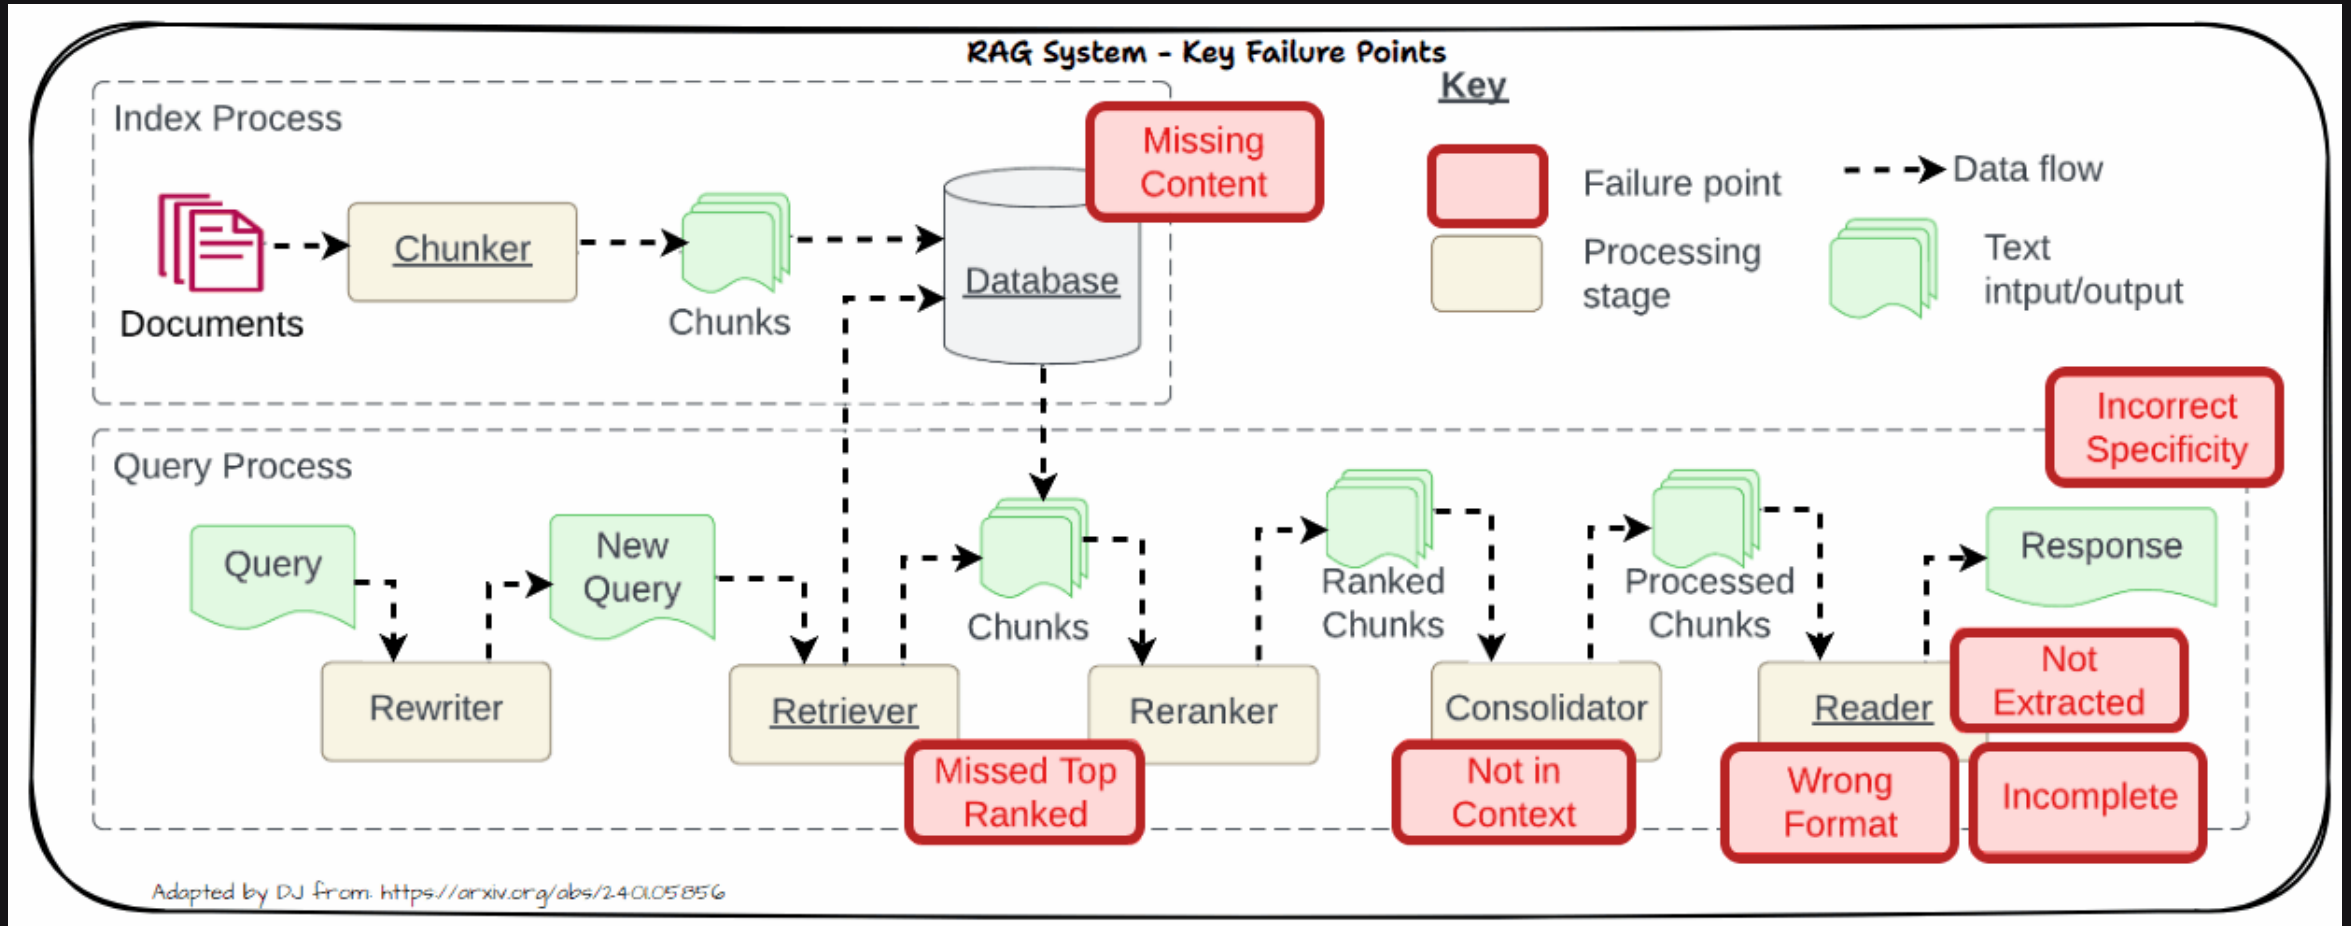 RAG System - Key Failure Points
Index Process
Documents
Chunker
Chunks
Database
Missing
Content
Key
Failure point
Data flow
Processing
stage
Text
intput/output
Query Process
Query
Rewriter
New
Query
Retriever
Missed Top
Ranked
Chunks
Reranker
Ranked
Chunks
Consolidator
Not in
Context
Processed
Chunks
Reader
Wrong
Format
Incorrect
Specificity
Response
Not
Extracted
Incomplete
Adapted by DJ from: https://arxiv.org/abs/2401.05856